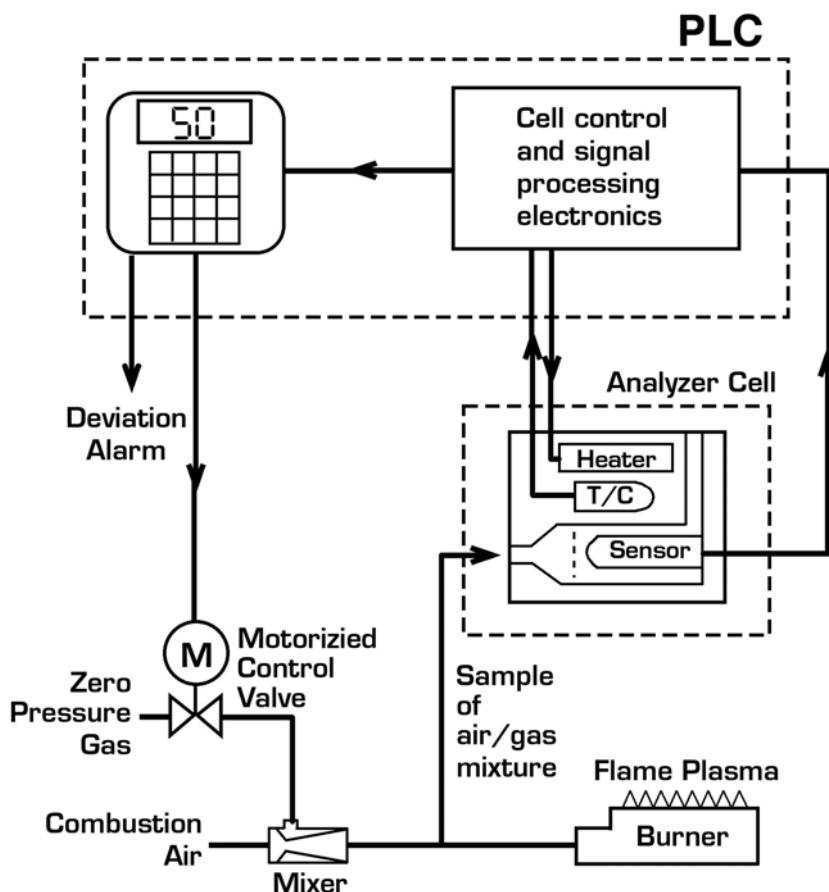 PLC
50
Cell control
and signal
processing
electronics
Deviation
Alarm
Analyzer Cell
Heater
T/C
Sensor
M
Motorizied
Control
Valve
Zero
Pressure
Gas
Sample
of
air/gas
mixture
Combustion
Air
Mixer
Flame Plasma
Burner